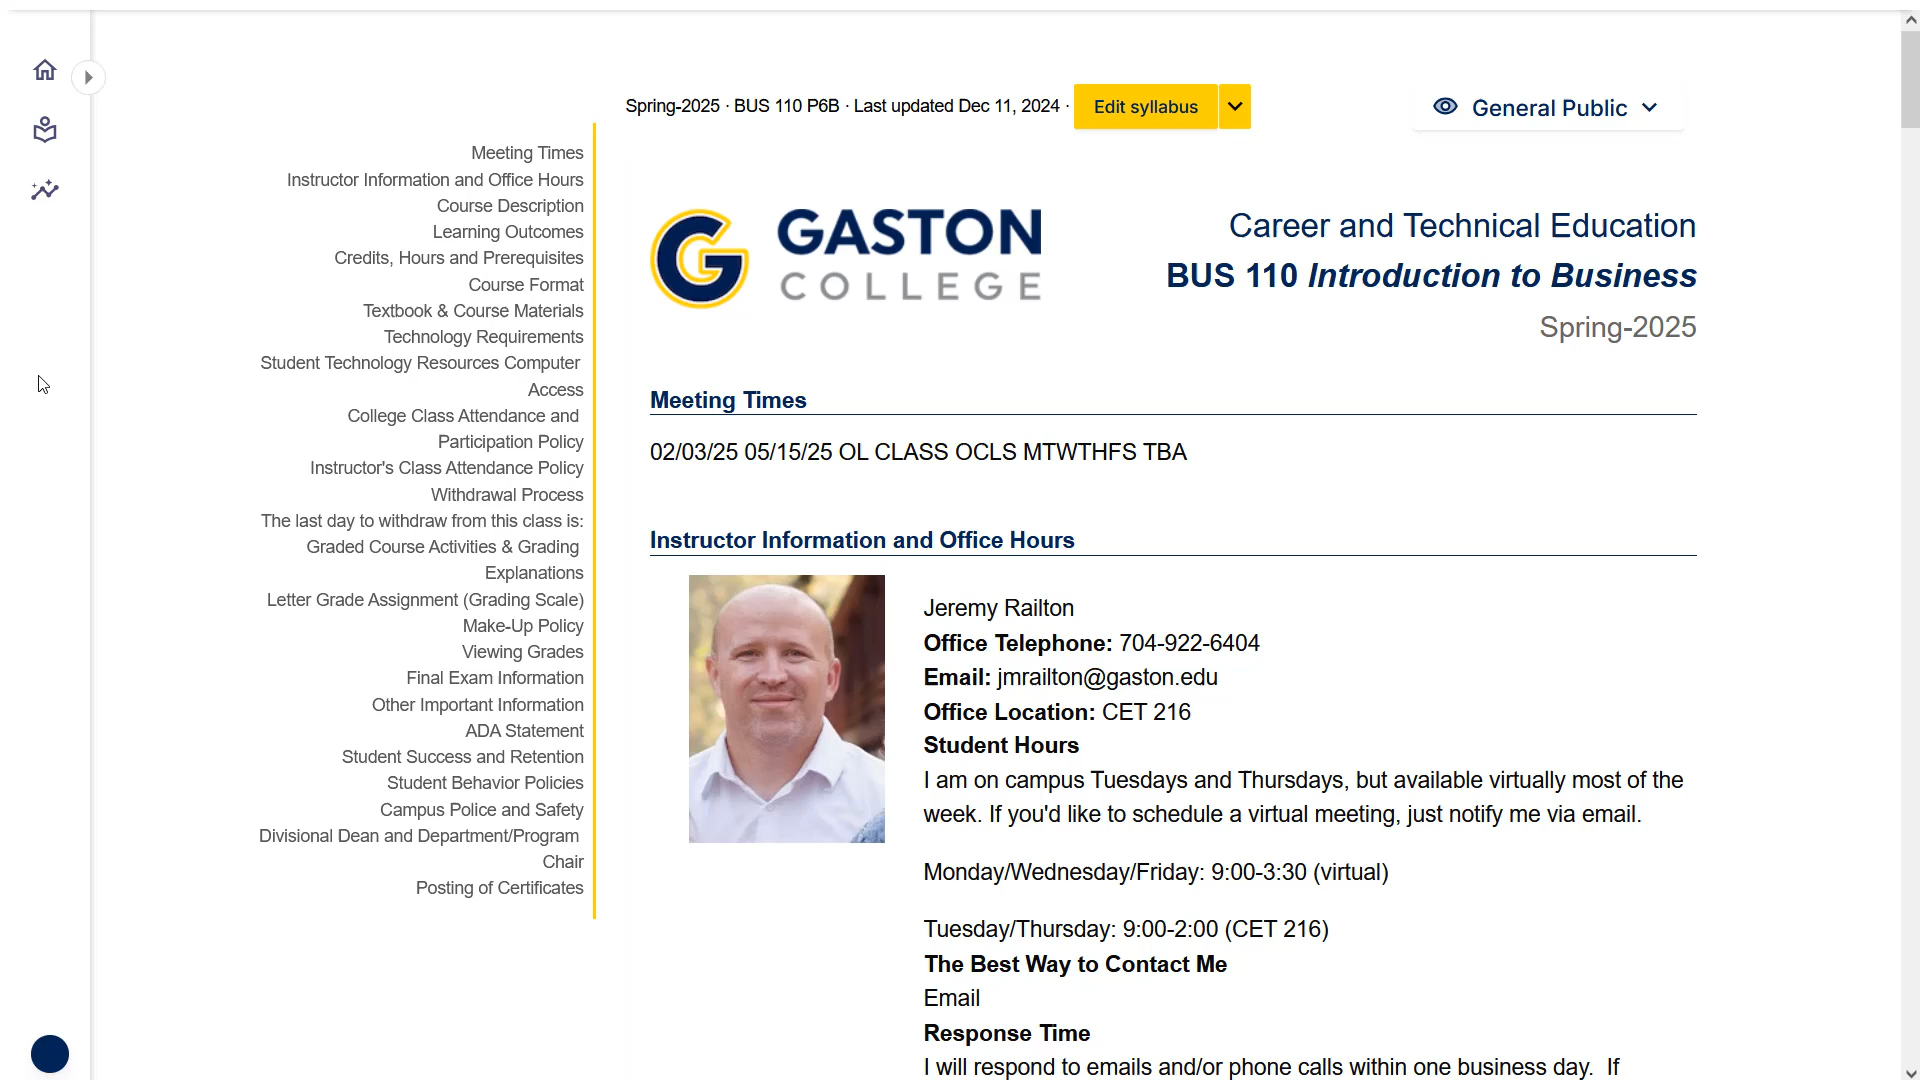 Spring-2025 · BUS 110 P6B · Last updated Dec 11, 2024 ·
Edit syllabus
General Public
Meeting Times
Instructor Information and Office Hours
Course Description
Learning Outcomes
Credits, Hours and Prerequisites
Course Format
Textbook & Course Materials
Technology Requirements
Student Technology Resources Computer
Access
College Class Attendance and
Participation Policy
Instructor's Class Attendance Policy
Withdrawal Process
The last day to withdraw from this class is:
Graded Course Activities & Grading
Explanations
Letter Grade Assignment (Grading Scale)
Make-Up Policy
Viewing Grades
Final Exam Information
Other Important Information
ADA Statement
Student Success and Retention
Student Behavior Policies
Campus Police and Safety
Divisional Dean and Department/Program
Chair
Posting of Certificates
G
GASTON
COLLEGE
Career and Technical Education
BUS 110 Introduction to Business
Spring-2025
Meeting Times
02/03/25 05/15/25 OL CLASS OCLS MTWTHFS TBA
Instructor Information and Office Hours
Jeremy Railton
Office Telephone: 704-922-6404
Email: jmrailton@gaston.edu
Office Location: CET 216
Student Hours
I am on campus Tuesdays and Thursdays, but available virtually most of the
week. If you'd like to schedule a virtual meeting, just notify me via email.
Monday/Wednesday/Friday: 9:00-3:30 (virtual)
Tuesday/Thursday: 9:00-2:00 (CET 216)
The Best Way to Contact Me
Email
Response Time
I will respond to emails and/or phone calls within one business day. If